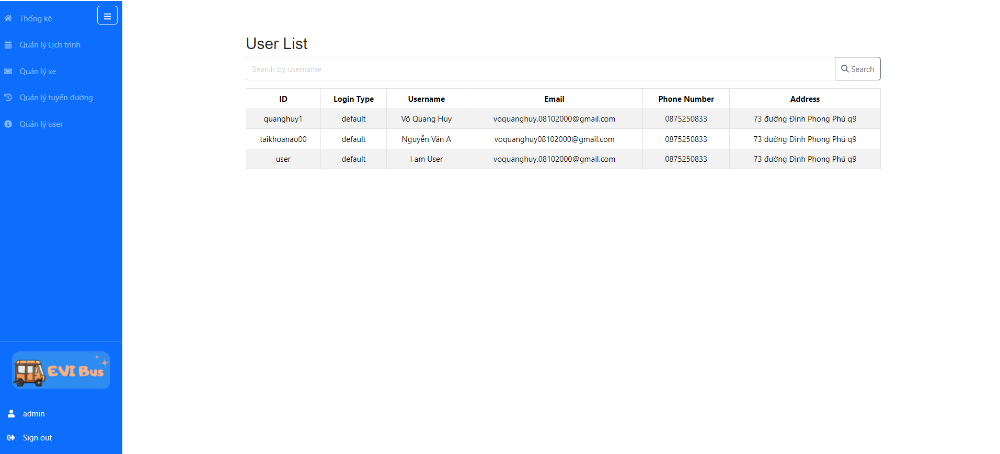 Thống kê
Quản lý Lịch trình
Quản lý xe
Quản lý tuyến đường
Quản lý user
EVI Bus
admin
Sign out
User List
Search by username
Search
ID Login Type Username Email Phone Number Address
quanghuy1 default Võ Quang Huy voquanghuy.08102000@gmail.com 0875250833 73 đường Đình Phong Phú q9
taikhoanao00 default Nguyễn Văn A voquanghuy08102000@gmail.com 0875250833 73 đường Đình Phong Phú q9
user default I am User voquanghuy.08102000@gmail.com 0875250833 73 đường Đình Phong Phú q9